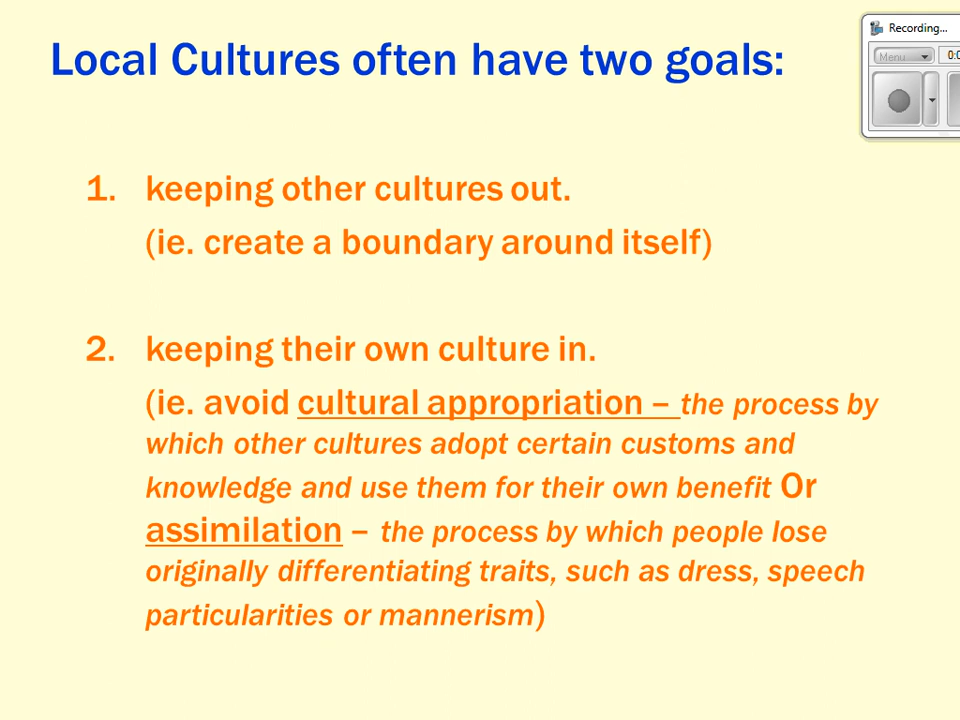 Local Cultures often have two goals:
Recording...
Menu
1. keeping other cultures out.
(ie. create a boundary around itself)
2. keeping their own culture in.
(ie. avoid cultural appropriation – the process by
which other cultures adopt certain customs and
knowledge and use them for their own benefit Or
assimilation – the process by which people lose
originally differentiating traits, such as dress, speech
particularities or mannerism)